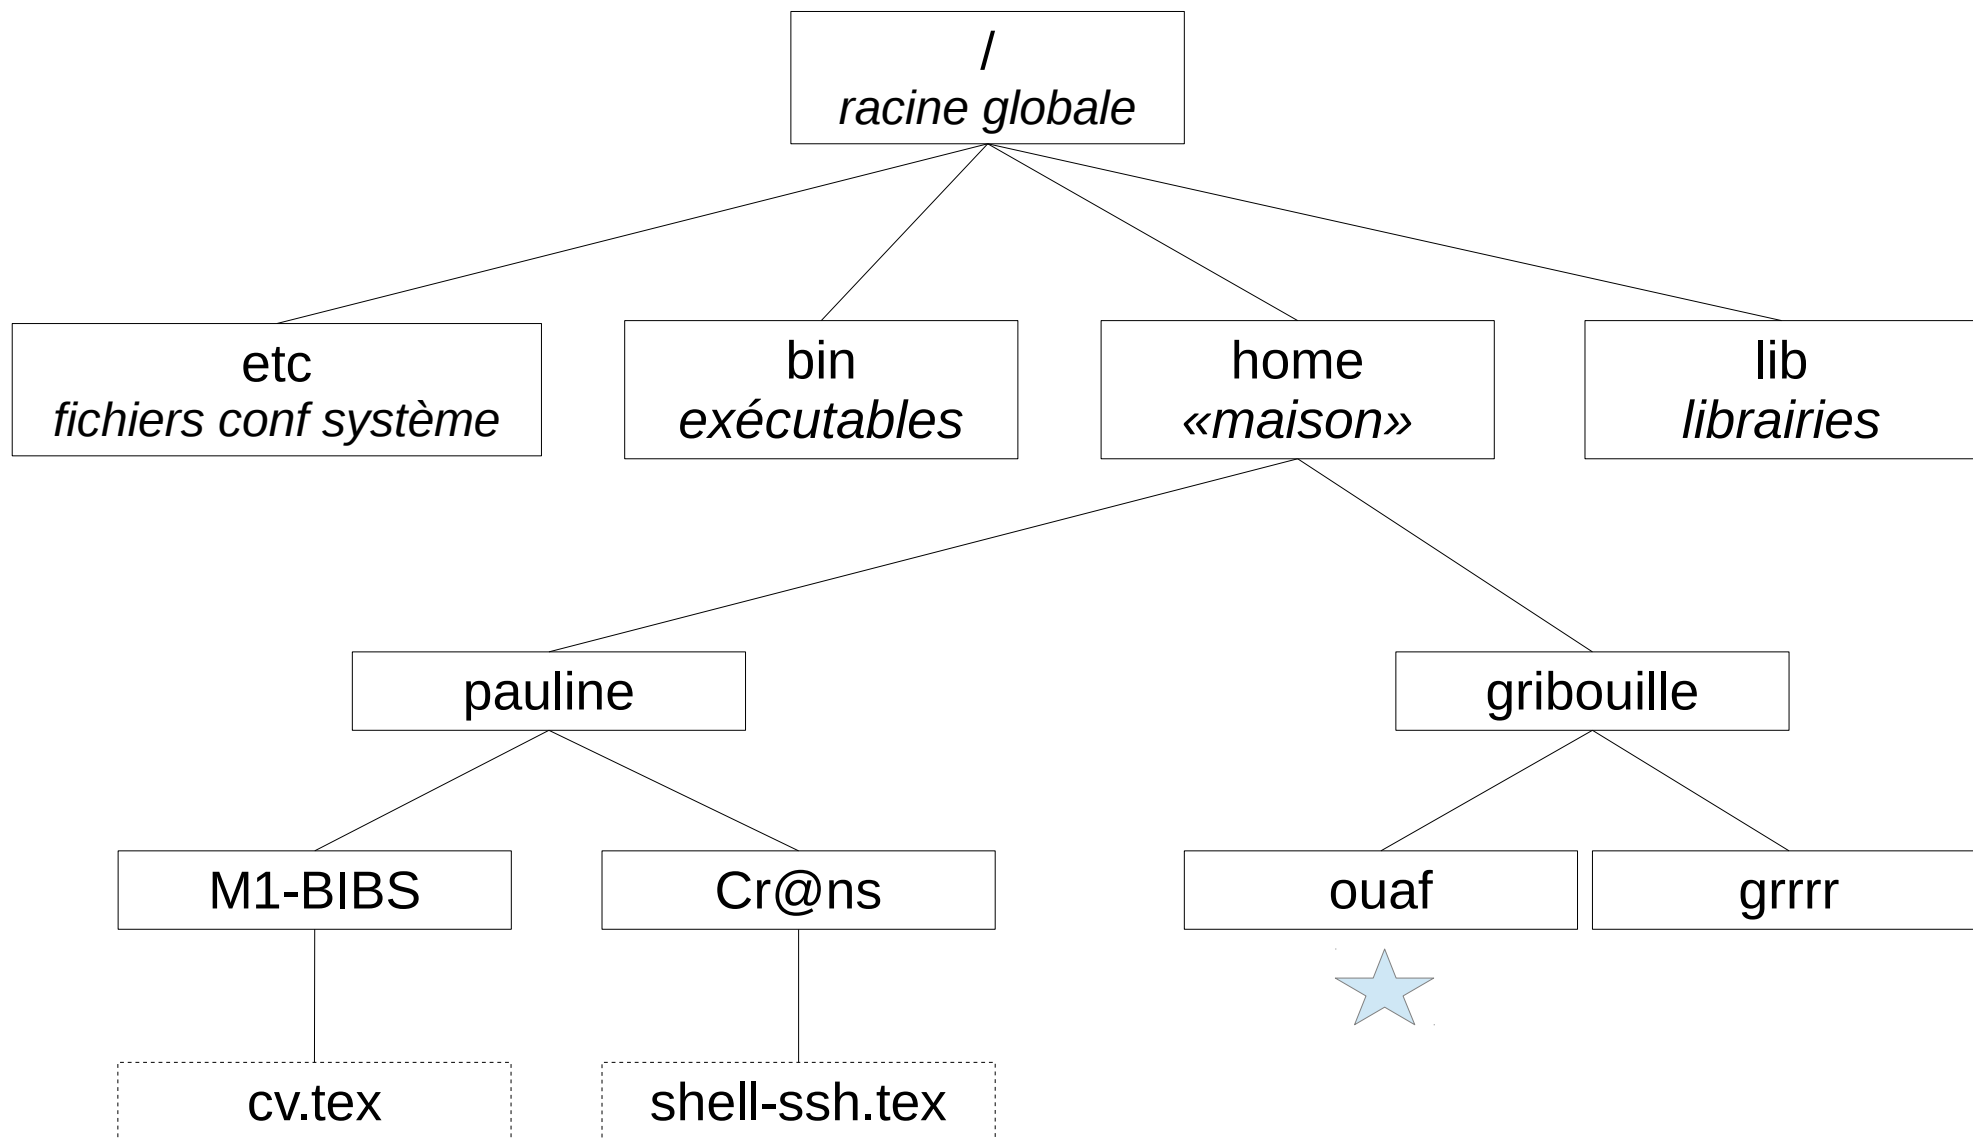 /
racine globale
etc
fichiers conf système
bin
exécutables
home
«maison»
lib
librairies
pauline
gribouille
M1-BIBS
Cr@ns
ouaf
grrrr
cv.tex
shell-ssh.tex